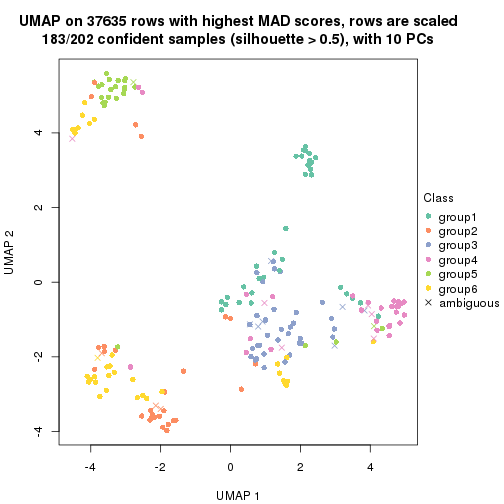 UMAP on 37635 rows with highest MAD scores, rows are scaled
183/202 confident samples (silhouette > 0.5), with 10 PCs
4
2
0
-2
-4
UMAP 2
-4
-2
0
2
4
UMAP 1
Class
group1
group2
group3
group4
group5
group6
ambiguous